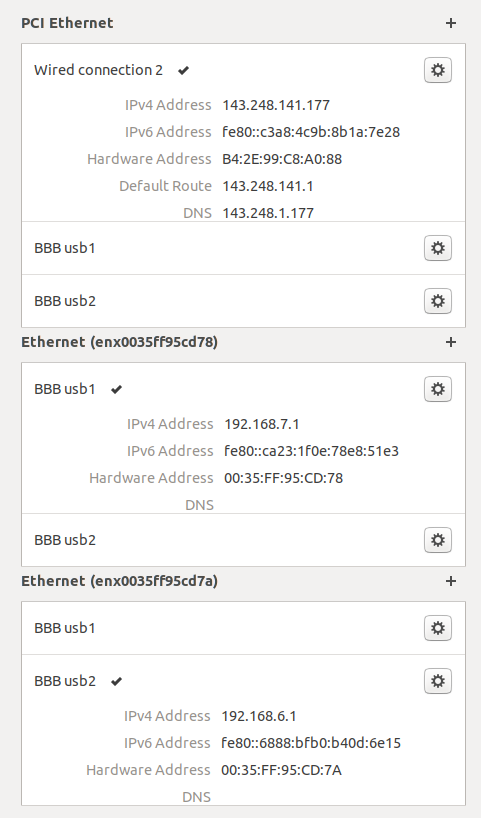 PCI Ethernet +
Wired connection 2 ✔
IPv4 Address 143.248.141.177
IPv6 Address fe80::c3a8:4c9b:8b1a:7e28
Hardware Address B4:2E:99:C8:A0:88
Default Route 143.248.141.1
DNS 143.248.1.177
BBB usb1
BBB usb2
Ethernet (enx0035ff95cd78) +
BBB usb1 ✔
IPv4 Address 192.168.7.1
IPv6 Address fe80::ca23:1f0e:78e8:51e3
Hardware Address 00:35:FF:95:CD:78
DNS
BBB usb2
Ethernet (enx0035ff95cd7a) +
BBB usb1
BBB usb2 ✔
IPv4 Address 192.168.6.1
IPv6 Address fe80::6888:bfb0:b40d:6e15
Hardware Address 00:35:FF:95:CD:7A
DNS